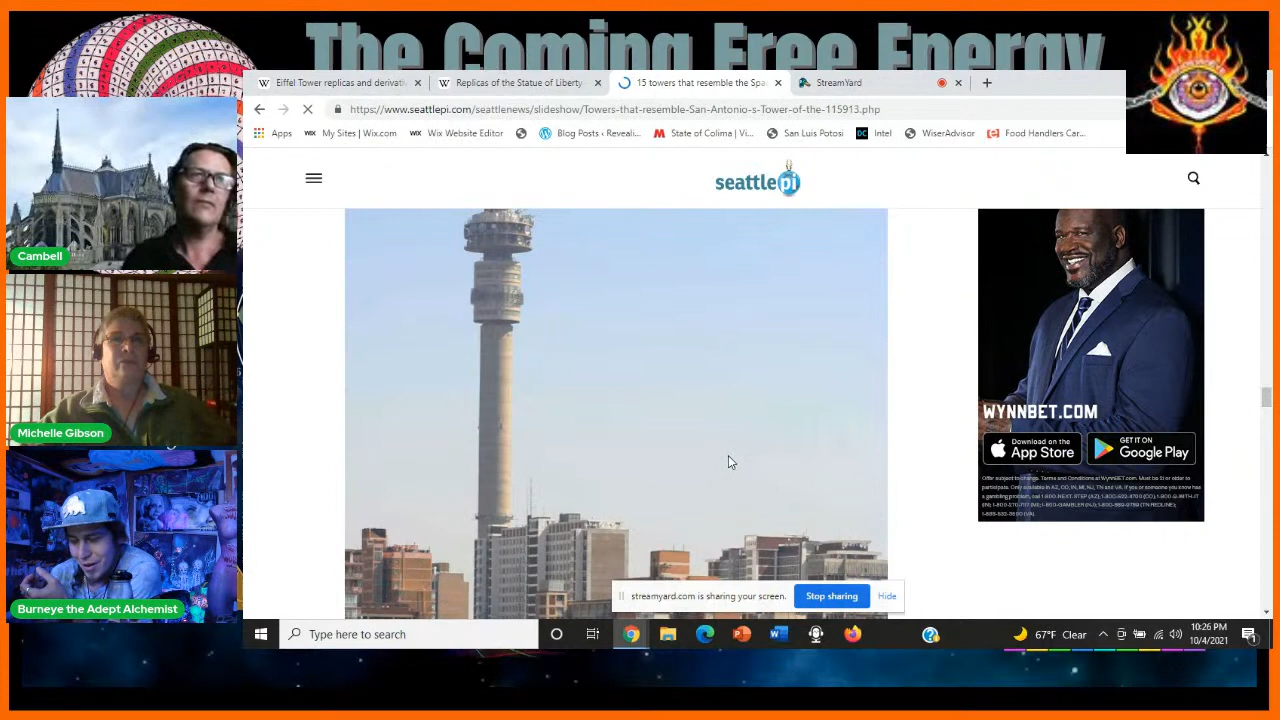 The Coming Free Energy
Eiffel Tower replicas and derivati
Replicas of the Statue of Liberty
15 towers that resemble the Spa
StreamYard
https://www.seattlepi.com/seattlenews/slideshow/Towers-that-resemble-San-Antonio-s-Tower-of-the-115913.php
Apps
My Sites | Wix.com
Wix Website Editor
Blog Posts ‹ Reveali...
State of Colima | Vi...
San Luis Potosi
Intel
WiserAdvisor
Food Handlers Car...
seattlepi
Cambell
Michelle Gibson
Burneye the Adept Alchemist
WYNNBET.COM
Download on the
App Store
GET IT ON
Google Play
streamyard.com is sharing your screen.
Stop sharing
Hide
Type here to search
67°F Clear
10:26 PM
10/4/2021